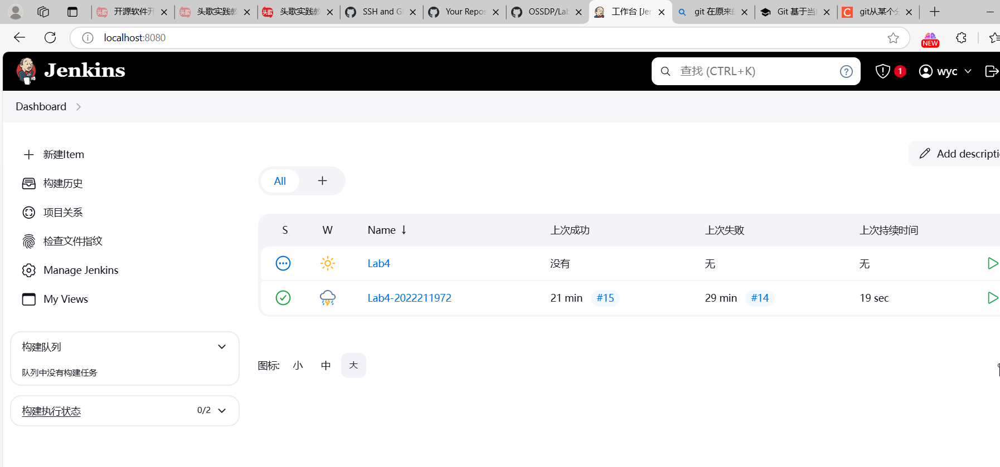 开源软件开
头歌实践教
头歌实践教
SSH and G
Your Repos
OSSDP/Lab
工作台 [Jen
git 在原来的
Git 基于当前
git从某个分
localhost:8080
NEW
Jenkins
查找 (CTRL+K)
?
1
wyc
Dashboard
新建Item
Add descripti
构建历史
All
项目关系
S W Name ↓ 上次成功 上次失败 上次持续时间
检查文件指纹
Lab4 没有 无 无
Manage Jenkins
Lab4-2022211972 21 min #15 29 min #14 19 sec
My Views
构建队列
队列中没有构建任务
图标: 小 中 大
构建执行状态 0/2